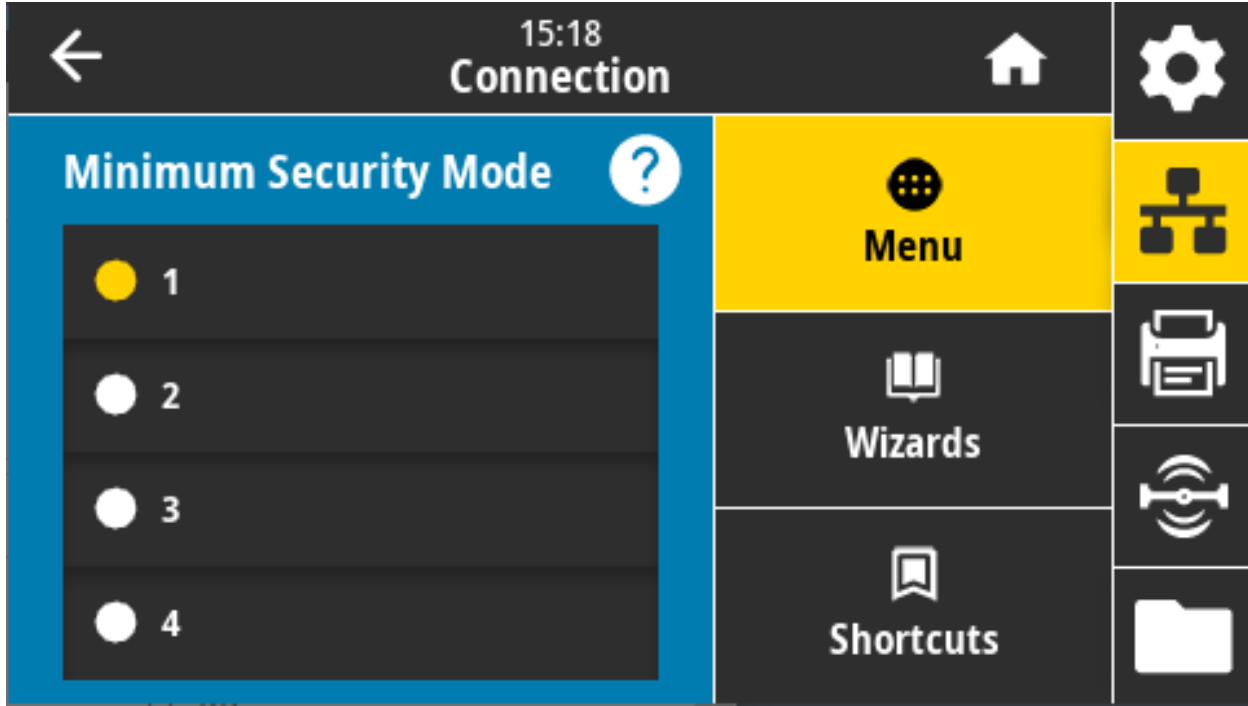 15:18
Connection
Minimum Security Mode ?
1
2
3
4
Menu
Wizards
Shortcuts